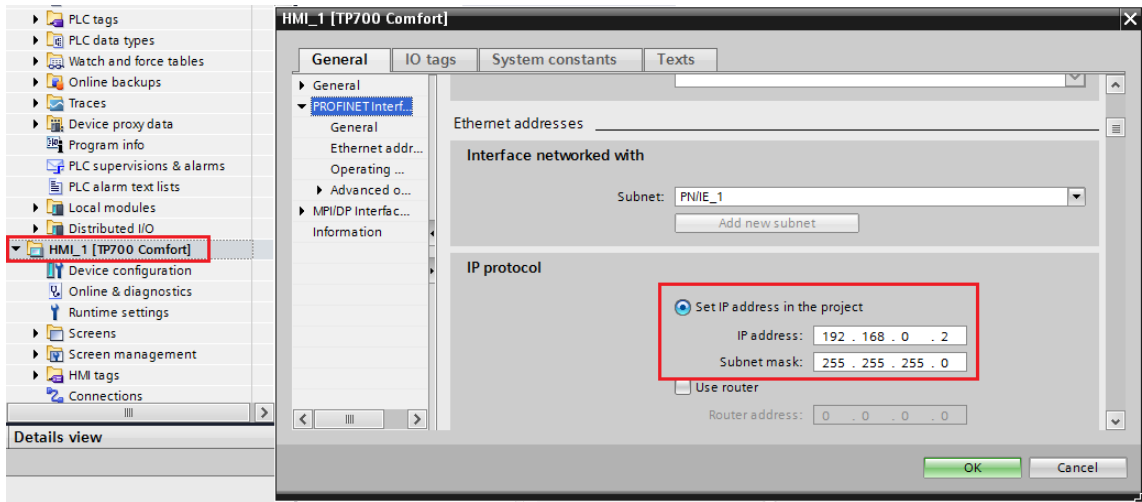 PLC tags
PLC data types
Watch and force tables
Online backups
Traces
Device proxy data
Program info
PLC supervisions & alarms
PLC alarm text lists
Local modules
Distributed I/O
HMI_1 [TP700 Comfort]
Device configuration
Online & diagnostics
Runtime settings
Screens
Screen management
HMI tags
Connections
Details view
HMI_1 [TP700 Comfort]
General IO tags System constants Texts
General
PROFINET Interf...
General
Ethernet addr...
Operating ...
Advanced o...
MPI/DP Interfac...
Information
Ethernet addresses
Interface networked with
Subnet: PN/IE_1
Add new subnet
IP protocol
Set IP address in the project
IP address: 192 . 168 . 0 . 2
Subnet mask: 255 . 255 . 255 . 0
Use router
Router address: 0 . 0 . 0 . 0
OK Cancel